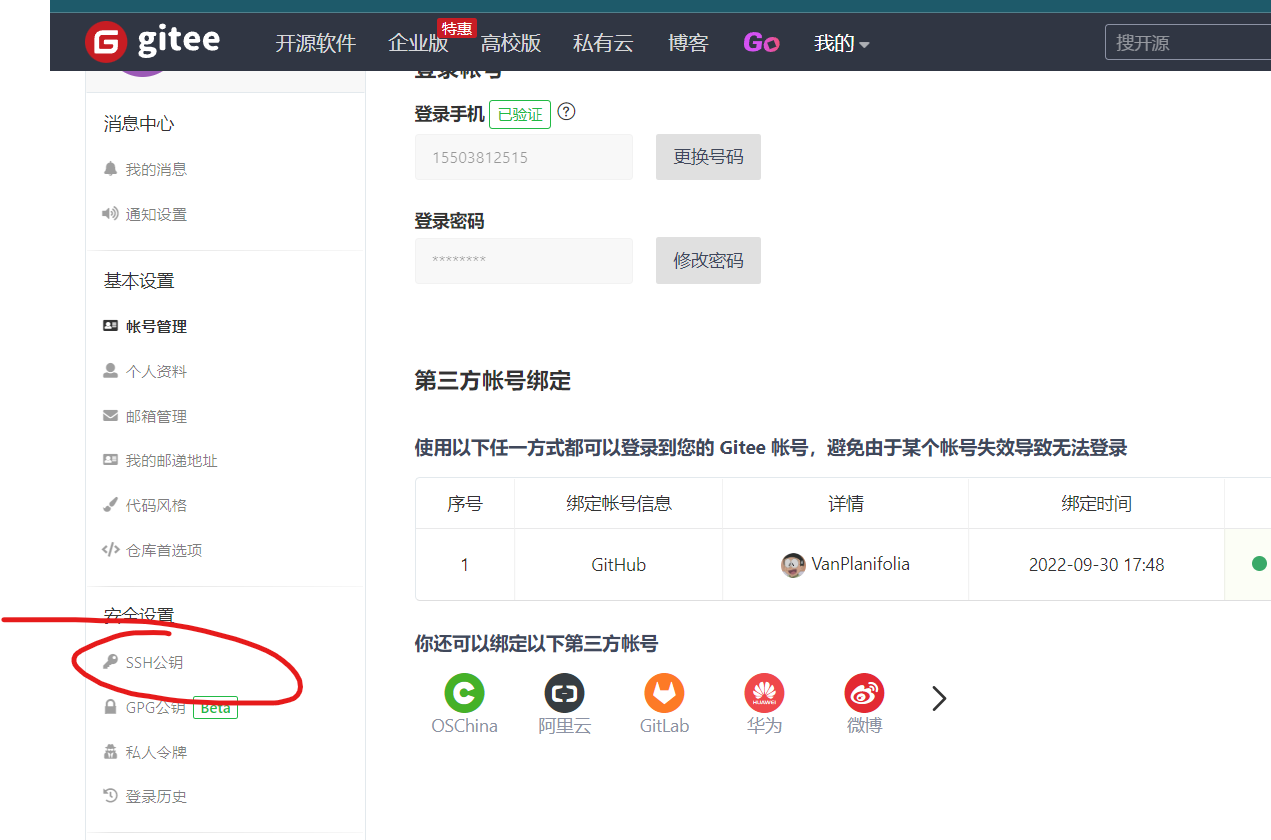 gitee 开源软件 企业版 特惠 高校版 私有云 博客 Go 我的 搜开源
登录帐号
消息中心
我的消息
通知设置
基本设置
帐号管理
个人资料
邮箱管理
我的邮递地址
代码风格
仓库首选项
安全设置
SSH公钥
GPG公钥 Beta
私人令牌
登录历史
登录手机 已验证 ?
15503812515 更换号码
登录密码
******** 修改密码
第三方帐号绑定
使用以下任一方式都可以登录到您的 Gitee 帐号，避免由于某个帐号失效导致无法登录
序号 绑定帐号信息 详情 绑定时间
1 GitHub VanPlanifolia 2022-09-30 17:48
你还可以绑定以下第三方帐号
HUAWEI
OSChina 阿里云 GitLab 华为 微博